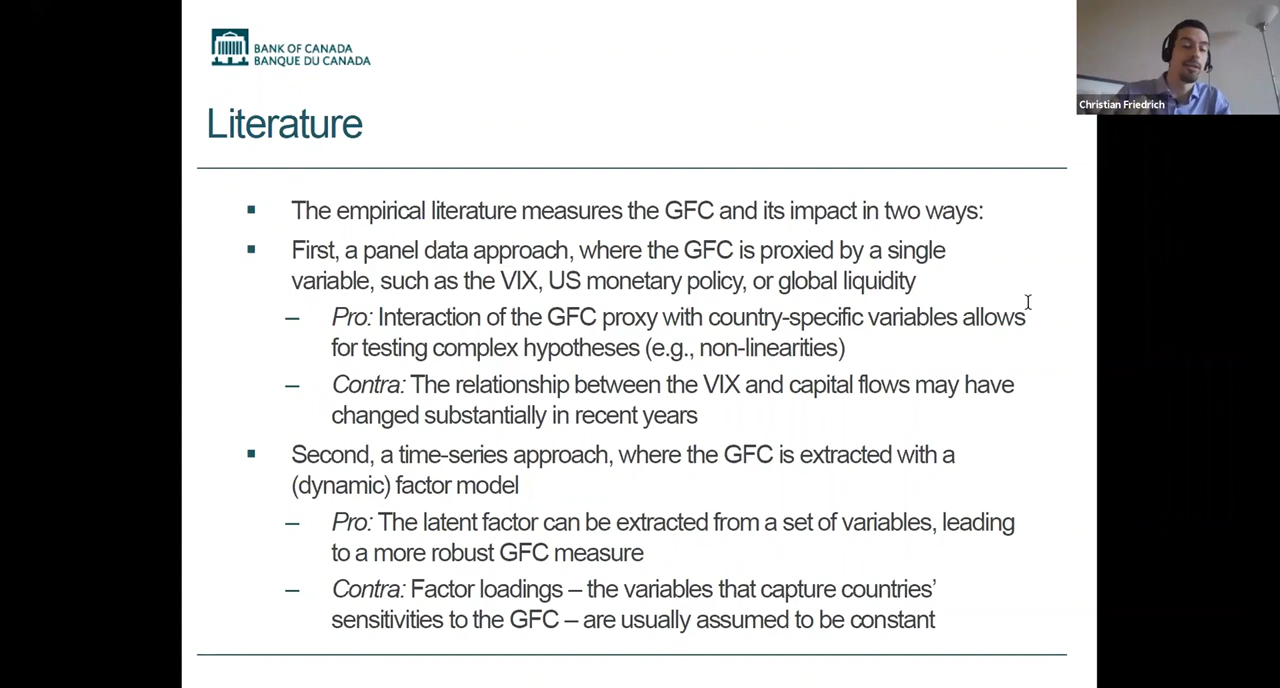 BANK OF CANADA
BANQUE DU CANADA
Christian Friedrich
Literature
▪ The empirical literature measures the GFC and its impact in two ways:
▪ First, a panel data approach, where the GFC is proxied by a single
variable, such as the VIX, US monetary policy, or global liquidity
– Pro: Interaction of the GFC proxy with country-specific variables allows
for testing complex hypotheses (e.g., non-linearities)
– Contra: The relationship between the VIX and capital flows may have
changed substantially in recent years
▪ Second, a time-series approach, where the GFC is extracted with a
(dynamic) factor model
– Pro: The latent factor can be extracted from a set of variables, leading
to a more robust GFC measure
– Contra: Factor loadings – the variables that capture countries’
sensitivities to the GFC – are usually assumed to be constant